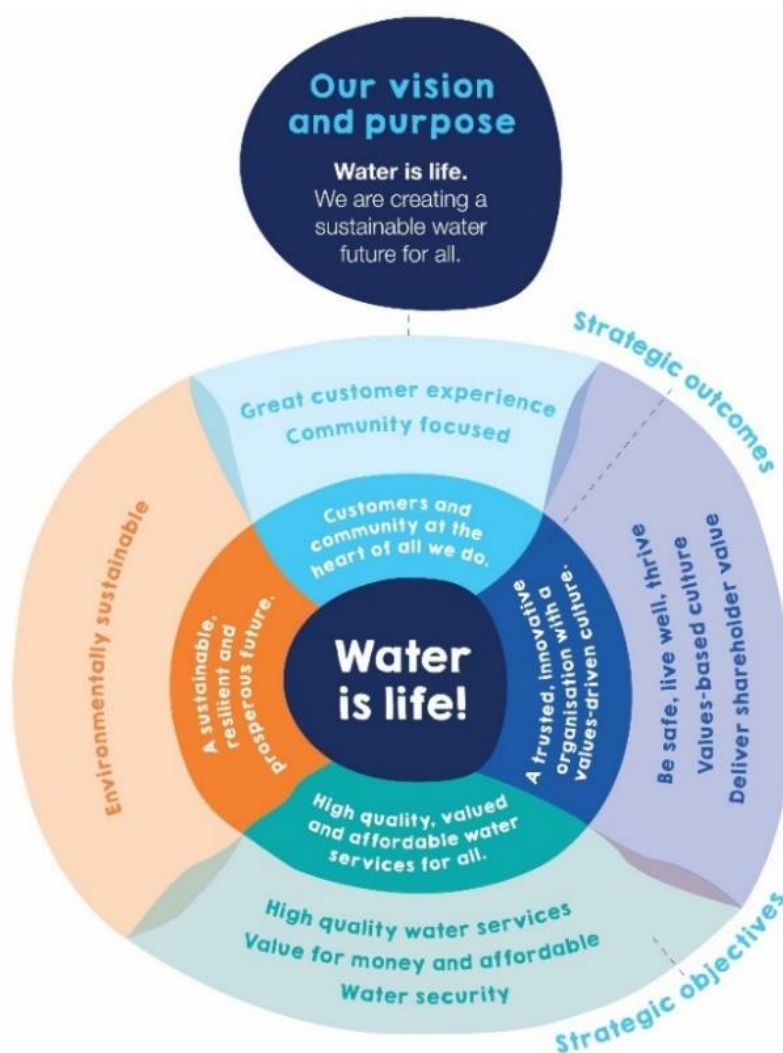 Our vision
and purpose
Water is life.
We are creating a
sustainable water
future for all.
Strategic outcomes
Great customer experience
Community focused
Customers and
community at the
heart of all we do.
Environmentally sustainable
A sustainable,
resilient and
prosperous future.
Water
is life!
A trusted, innovative
organisation with a
values-driven culture.
Be safe, live well, thrive
Values-based culture
Deliver shareholder value
High quality, valued
and affordable water
services for all.
High quality water services
Value for money and affordable
Water security
Strategic objectives